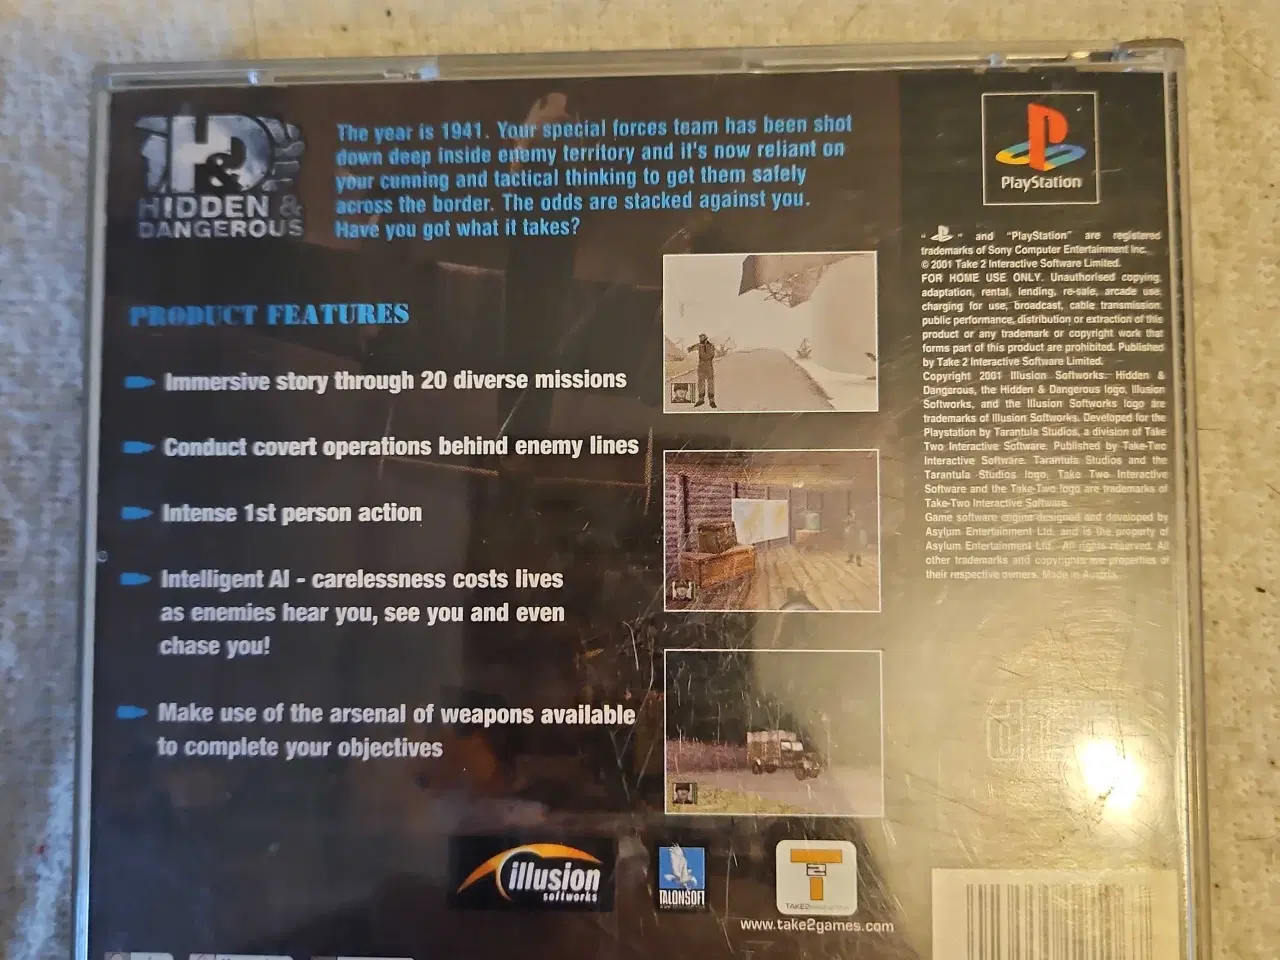 H&D
HIDDEN &
DANGEROUS
The year is 1941. Your special forces team has been shot
down deep inside enemy territory and it's now reliant on
your cunning and tactical thinking to get them safely
across the border. The odds are stacked against you.
Have you got what it takes?
PRODUCT FEATURES
Immersive story through 20 diverse missions
Conduct covert operations behind enemy lines
Intense 1st person action
Intelligent AI - carelessness costs lives
as enemies hear you, see you and even
chase you!
Make use of the arsenal of weapons available
to complete your objectives
PlayStation
" " and "PlayStation" are registered
trademarks of Sony Computer Entertainment Inc.
© 2001 Take 2 Interactive Software Limited.
FOR HOME USE ONLY. Unauthorised copying,
adaptation, rental, lending, re-sale, arcade use,
charging for use, broadcast, cable transmission,
public performance, distribution or extraction of this
product or any trademark or copyright work that
forms part of this product are prohibited. Published
by Take 2 Interactive Software Limited.
Copyright 2001 Illusion Softworks. Hidden &
Dangerous, the Hidden & Dangerous logo, Illusion
Softworks, and the Illusion Softworks logo are
trademarks of Illusion Softworks. Developed for the
Playstation by Tarantula Studios, a division of Take
Two Interactive Software. Published by Take-Two
Interactive Software. Tarantula Studios and the
Tarantula Studios logo, Take Two Interactive
Software and the Take-Two logo are trademarks of
Take-Two Interactive Software.
Game software engine designed and developed by
Asylum Entertainment Ltd. and is the property of
Asylum Entertainment Ltd. All rights reserved. All
other trademarks and copyrights are properties of
their respective owners. Made in Austria.
illusion
softworks
TALONSOFT
T2
www.take2games.com